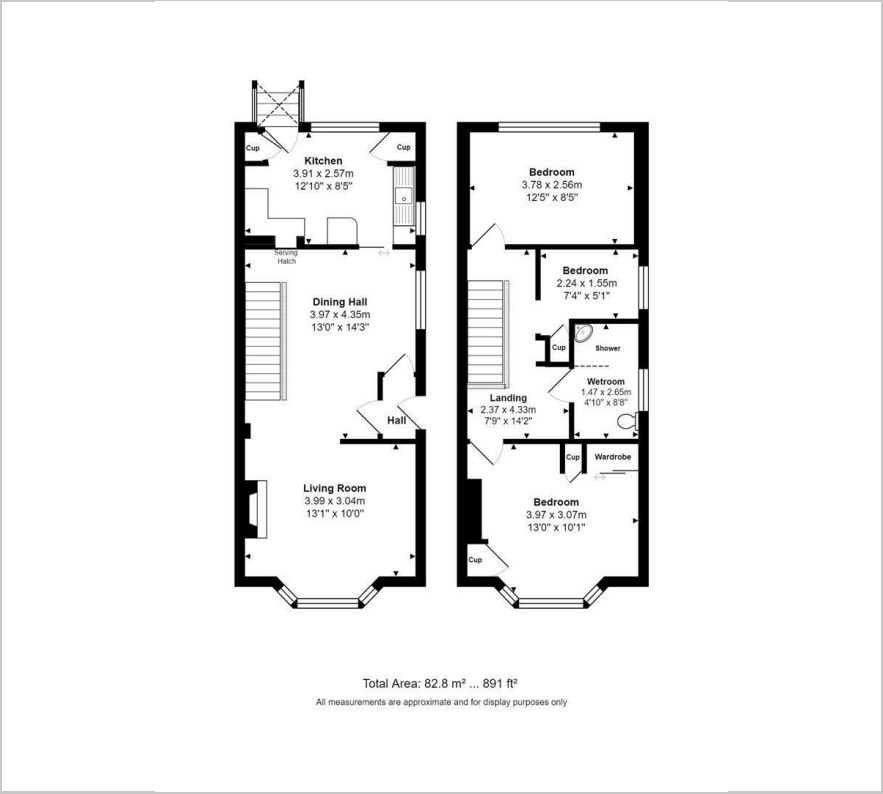 Cup
Cup
Kitchen
3.91 x 2.57m
12'10" x 8'5"
Serving
Hatch
Dining Hall
3.97 x 4.35m
13'0" x 14'3"
Hall
Living Room
3.99 x 3.04m
13'1" x 10'0"
Bedroom
3.78 x 2.56m
12'5" x 8'5"
Bedroom
2.24 x 1.55m
7'4" x 5'1"
Cup
Shower
Wetroom
1.47 x 2.65m
4'10" x 8'8"
Landing
2.37 x 4.33m
7'9" x 14'2"
Cup
Wardrobe
Bedroom
3.97 x 3.07m
13'0" x 10'1"
Cup
Total Area: 82.8 m² ... 891 ft²
All measurements are approximate and for display purposes only